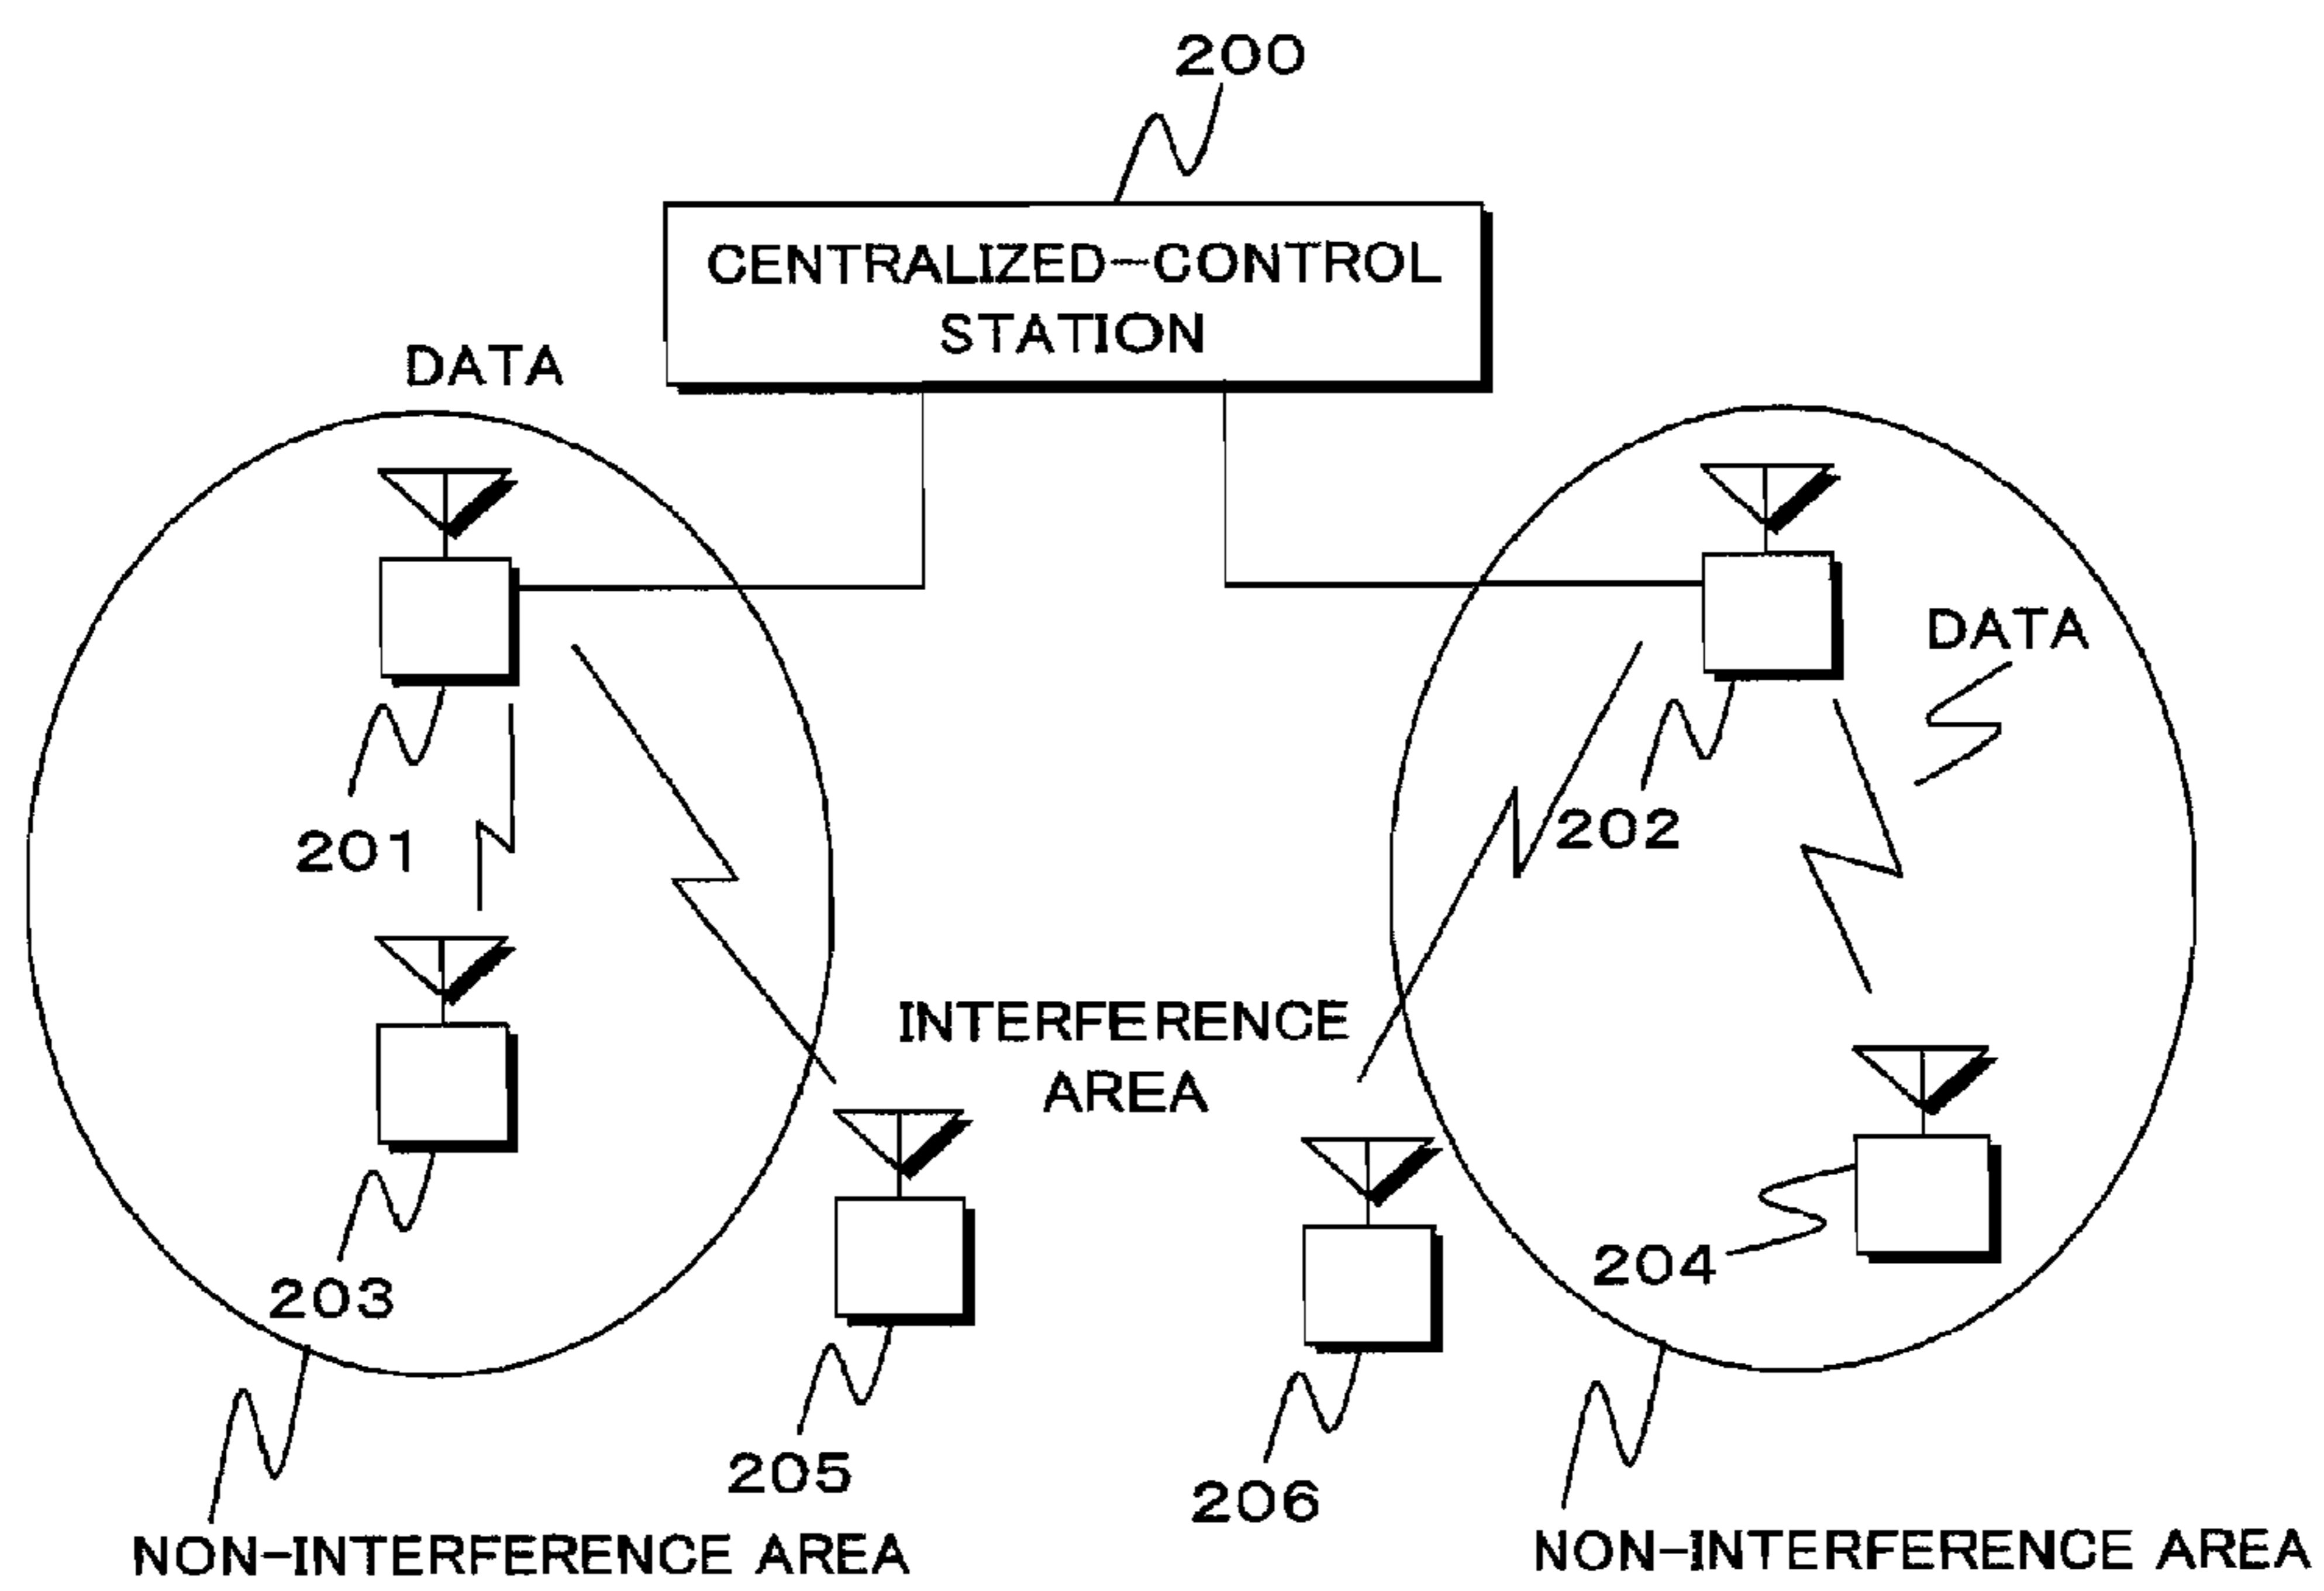 200
CENTRALIZED-CONTROL
STATION
DATA
DATA
201
202
INTERFERENCE
AREA
203
204
205
206
NON-INTERFERENCE AREA
NON-INTERFERENCE AREA